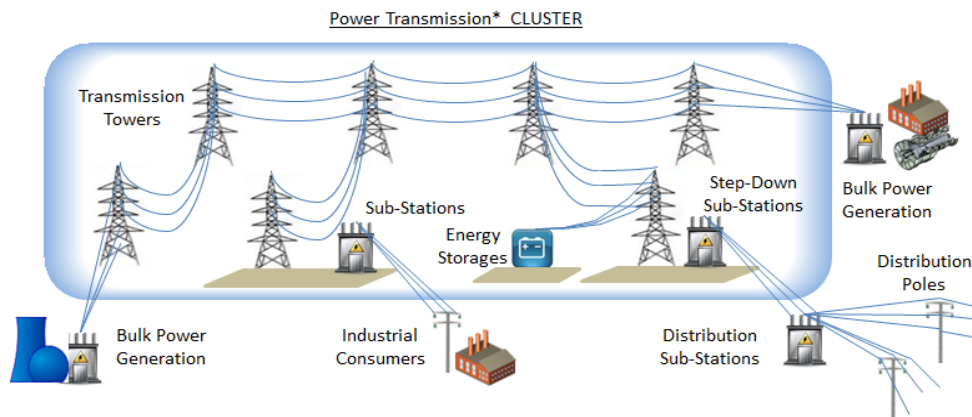 Power Transmission* CLUSTER
Transmission
Towers
Sub-Stations
Energy
Storages
Step-Down
Sub-Stations
Bulk Power
Generation
Distribution
Poles
Bulk Power
Generation
Industrial
Consumers
Distribution
Sub-Stations